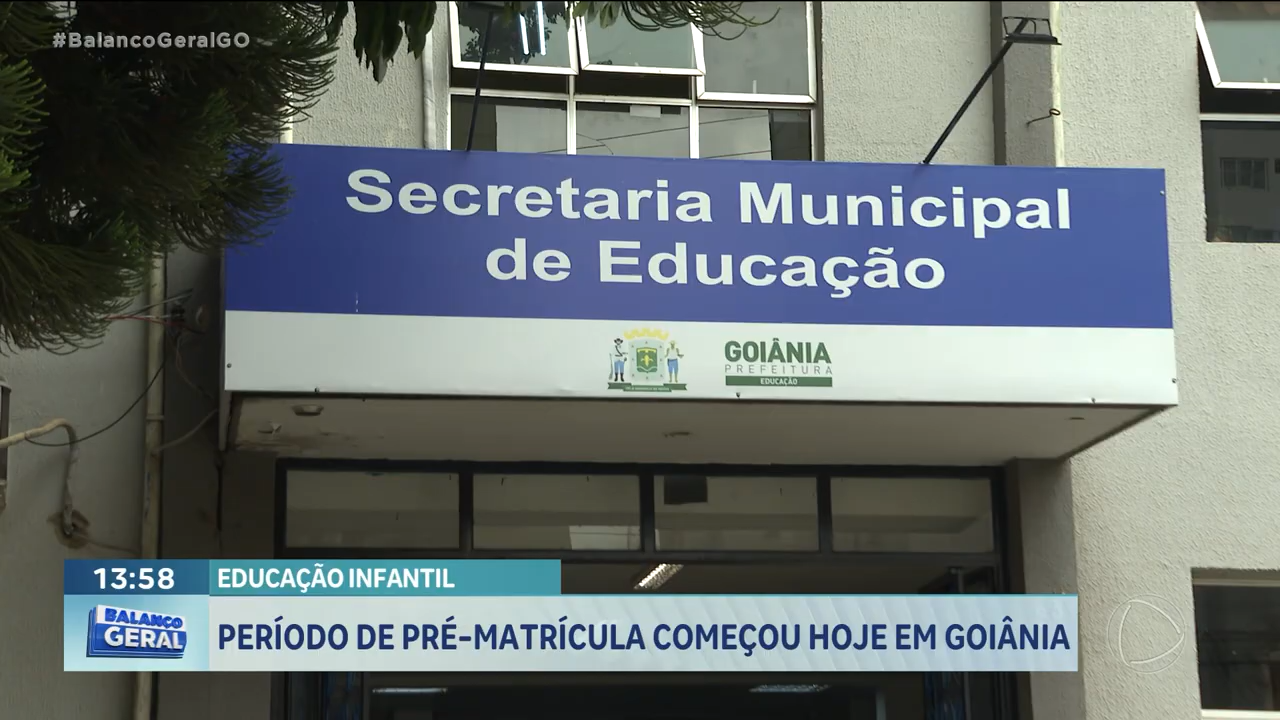 #BalancoGeralGO
Secretaria Municipal
de Educação
GOIÂNIA
PREFEITURA
EDUCAÇÃO
13:58
EDUCAÇÃO INFANTIL
BALANÇO
GERAL
PERÍODO DE PRÉ-MATRÍCULA COMEÇOU HOJE EM GOIÂNIA